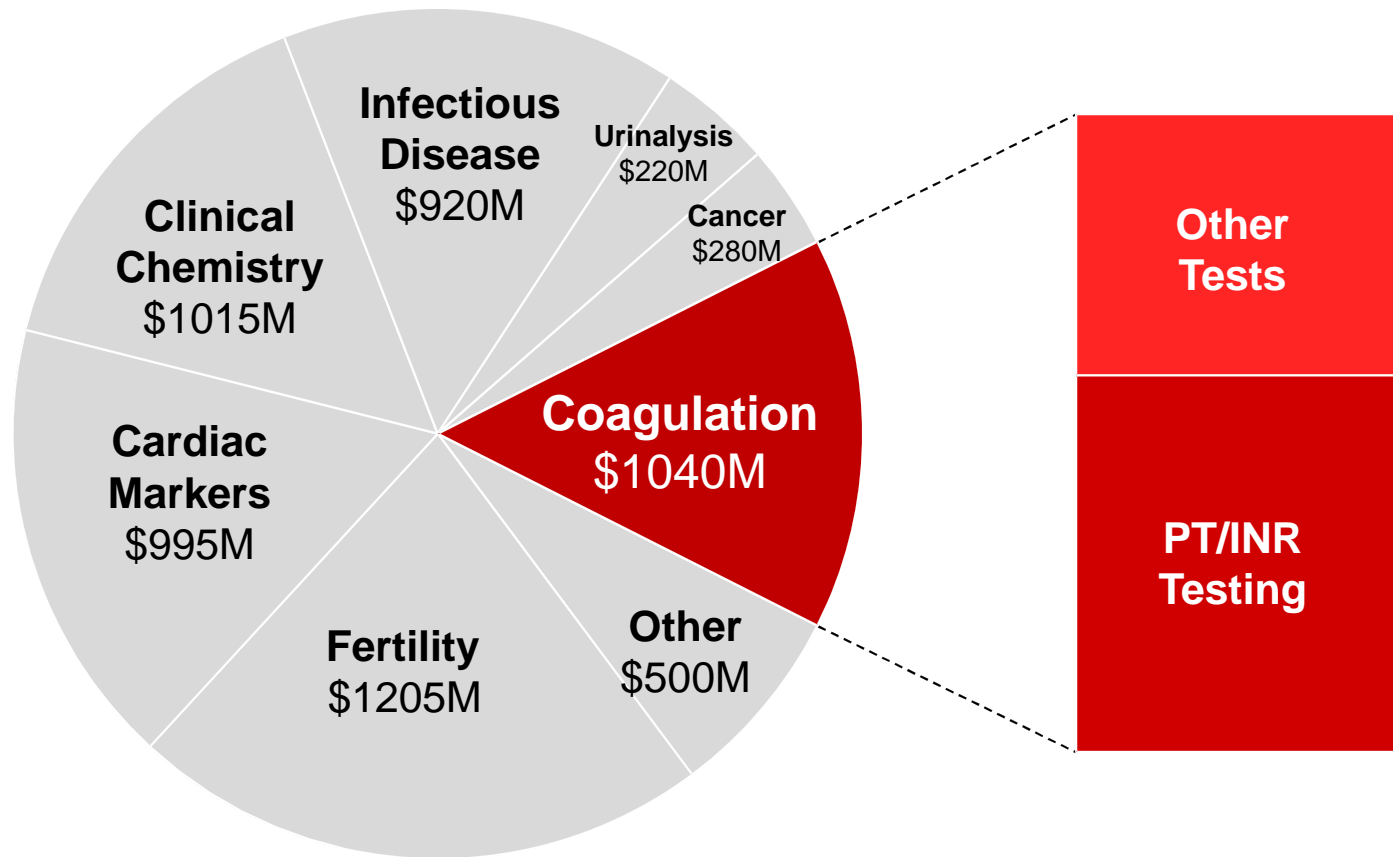 Infectious
Disease
$920M
Urinalysis
$220M
Cancer
$280M
Clinical
Chemistry
$1015M
Coagulation
$1040M
Cardiac
Markers
$995M
Fertility
$1205M
Other
$500M
Other
Tests
PT/INR
Testing